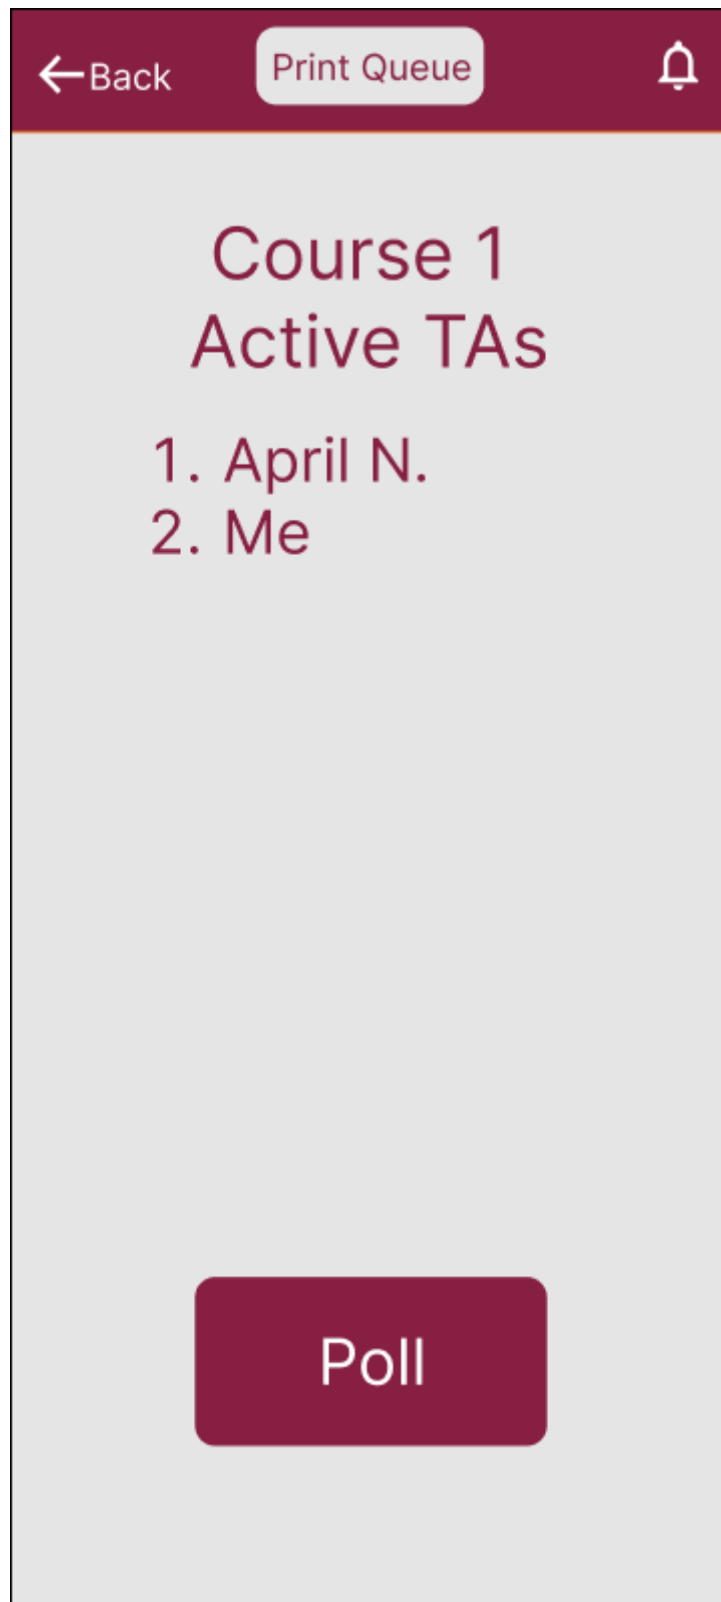 Back
Print Queue
Course 1
Active TAs
1. April N.
2. Me
Poll